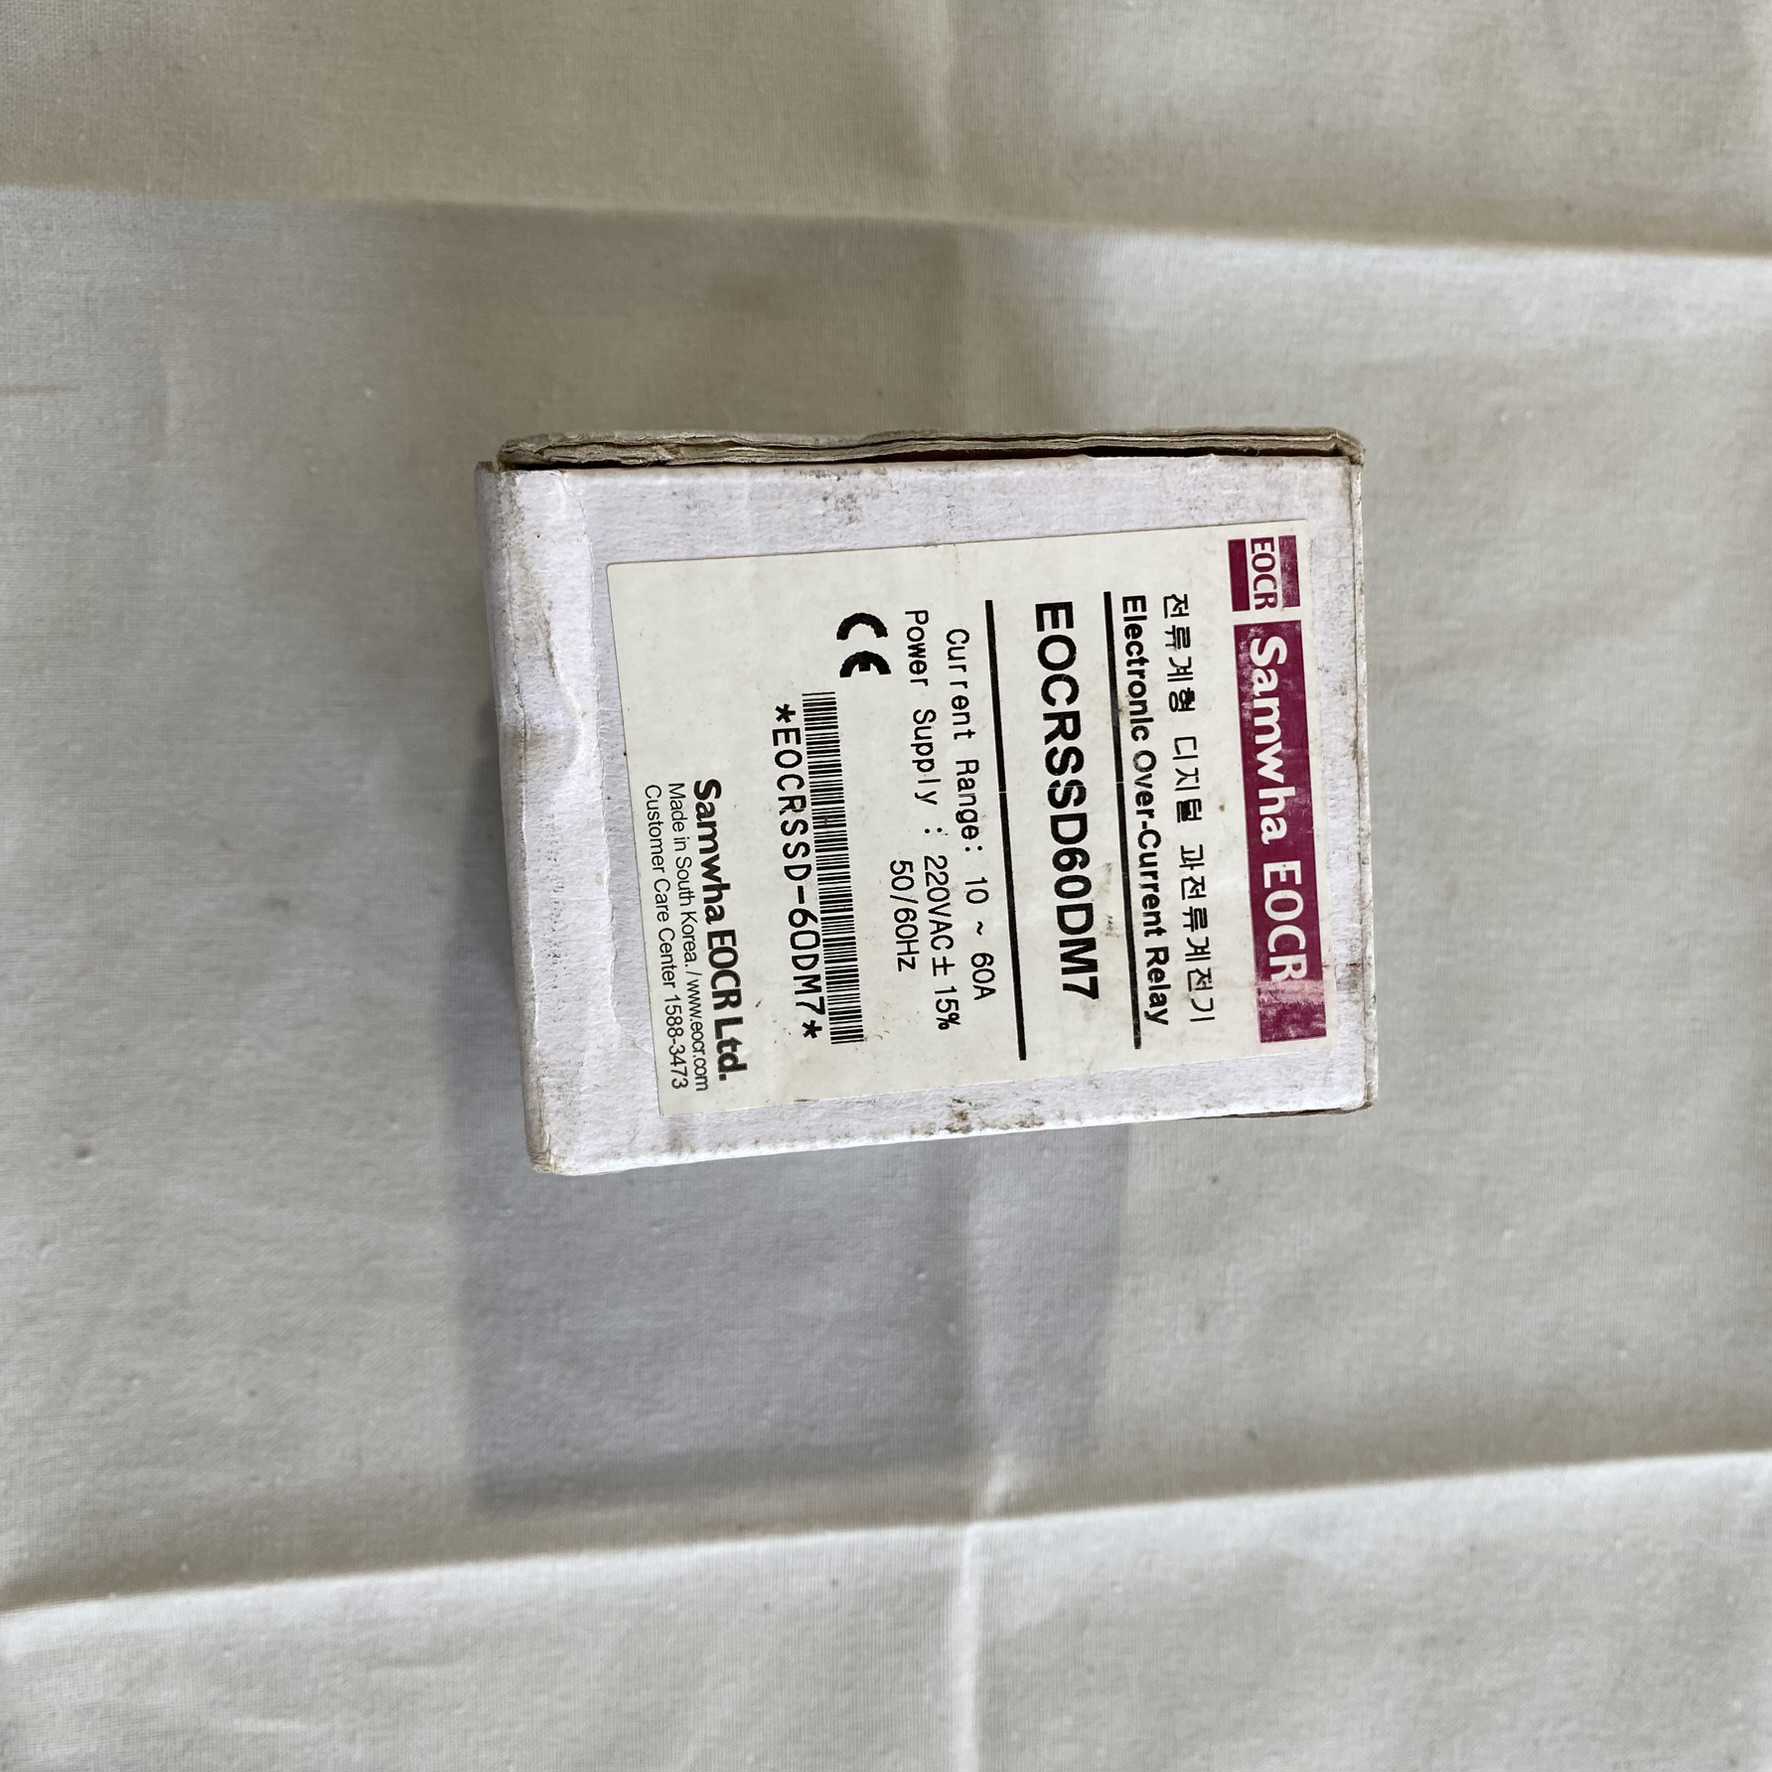 EOCR Samwha EOCR
전류계형 디지털 과전류계전기
Electronic Over-Current Relay
EOCRSSD60DM7
Current Range: 10 ~ 60A
Power Supply : 220VAC±15%
50/60Hz
CE
*EOCRSSD-60DM7*
Samwha EOCR Ltd.
Made in South Korea. / www.eocr.com
Customer Care Center 1588-3473